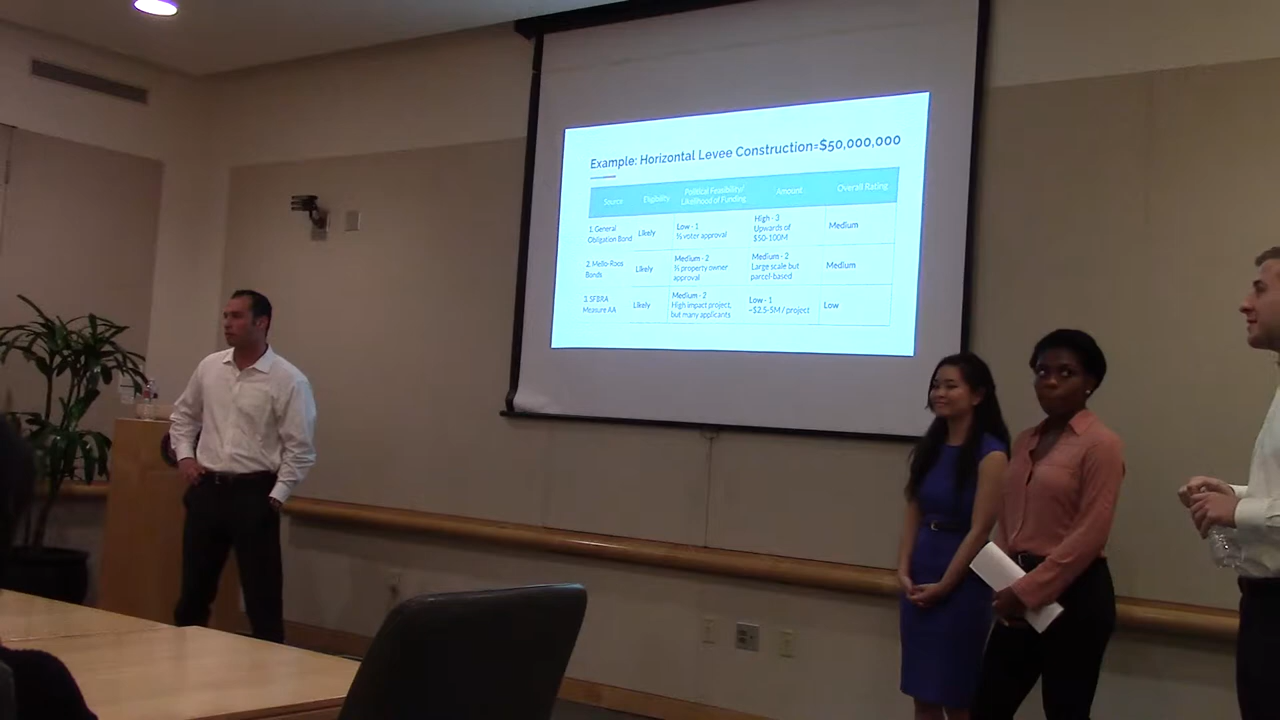 Example: Horizontal Levee Construction=$50,000,000
Source
Eligibility
Political Feasibility/
Likelihood of Funding
Amount
Overall Rating
1. General
Obligation Bond
Likely
Low - 1
⅔ voter approval
High - 3
Upwards of
$50-100M
Medium
2. Mello-Roos
Bonds
Likely
Medium - 2
⅔ property owner
approval
Medium - 2
Large scale but
parcel-based
Medium
3. SFBRA
Measure AA
Likely
Medium - 2
High impact project,
but many applicants
Low - 1
~$2.5-5M / project
Low